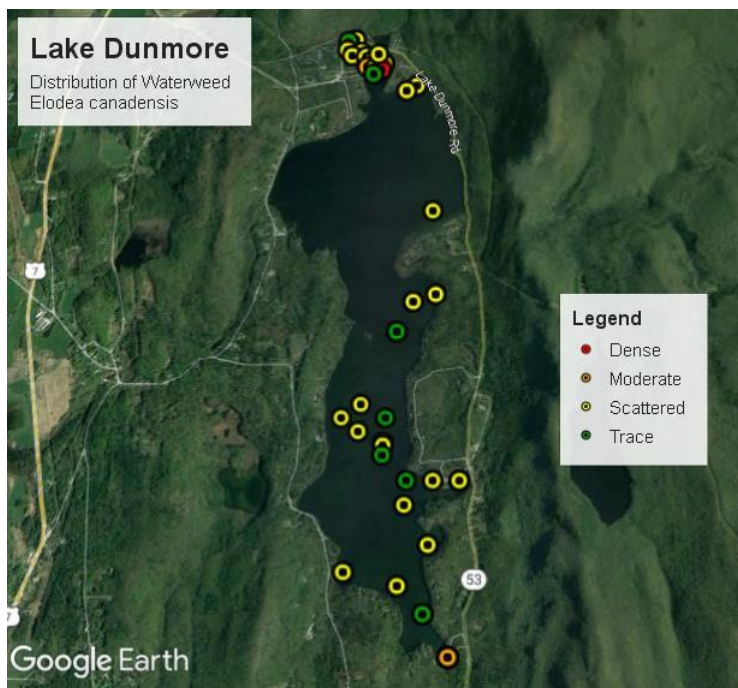 Lake Dunmore
Distribution of Waterweed
Elodea canadensis
Lake Dunmore Rd
7
Legend
Dense
Moderate
Scattered
Trace
53
7
Google Earth